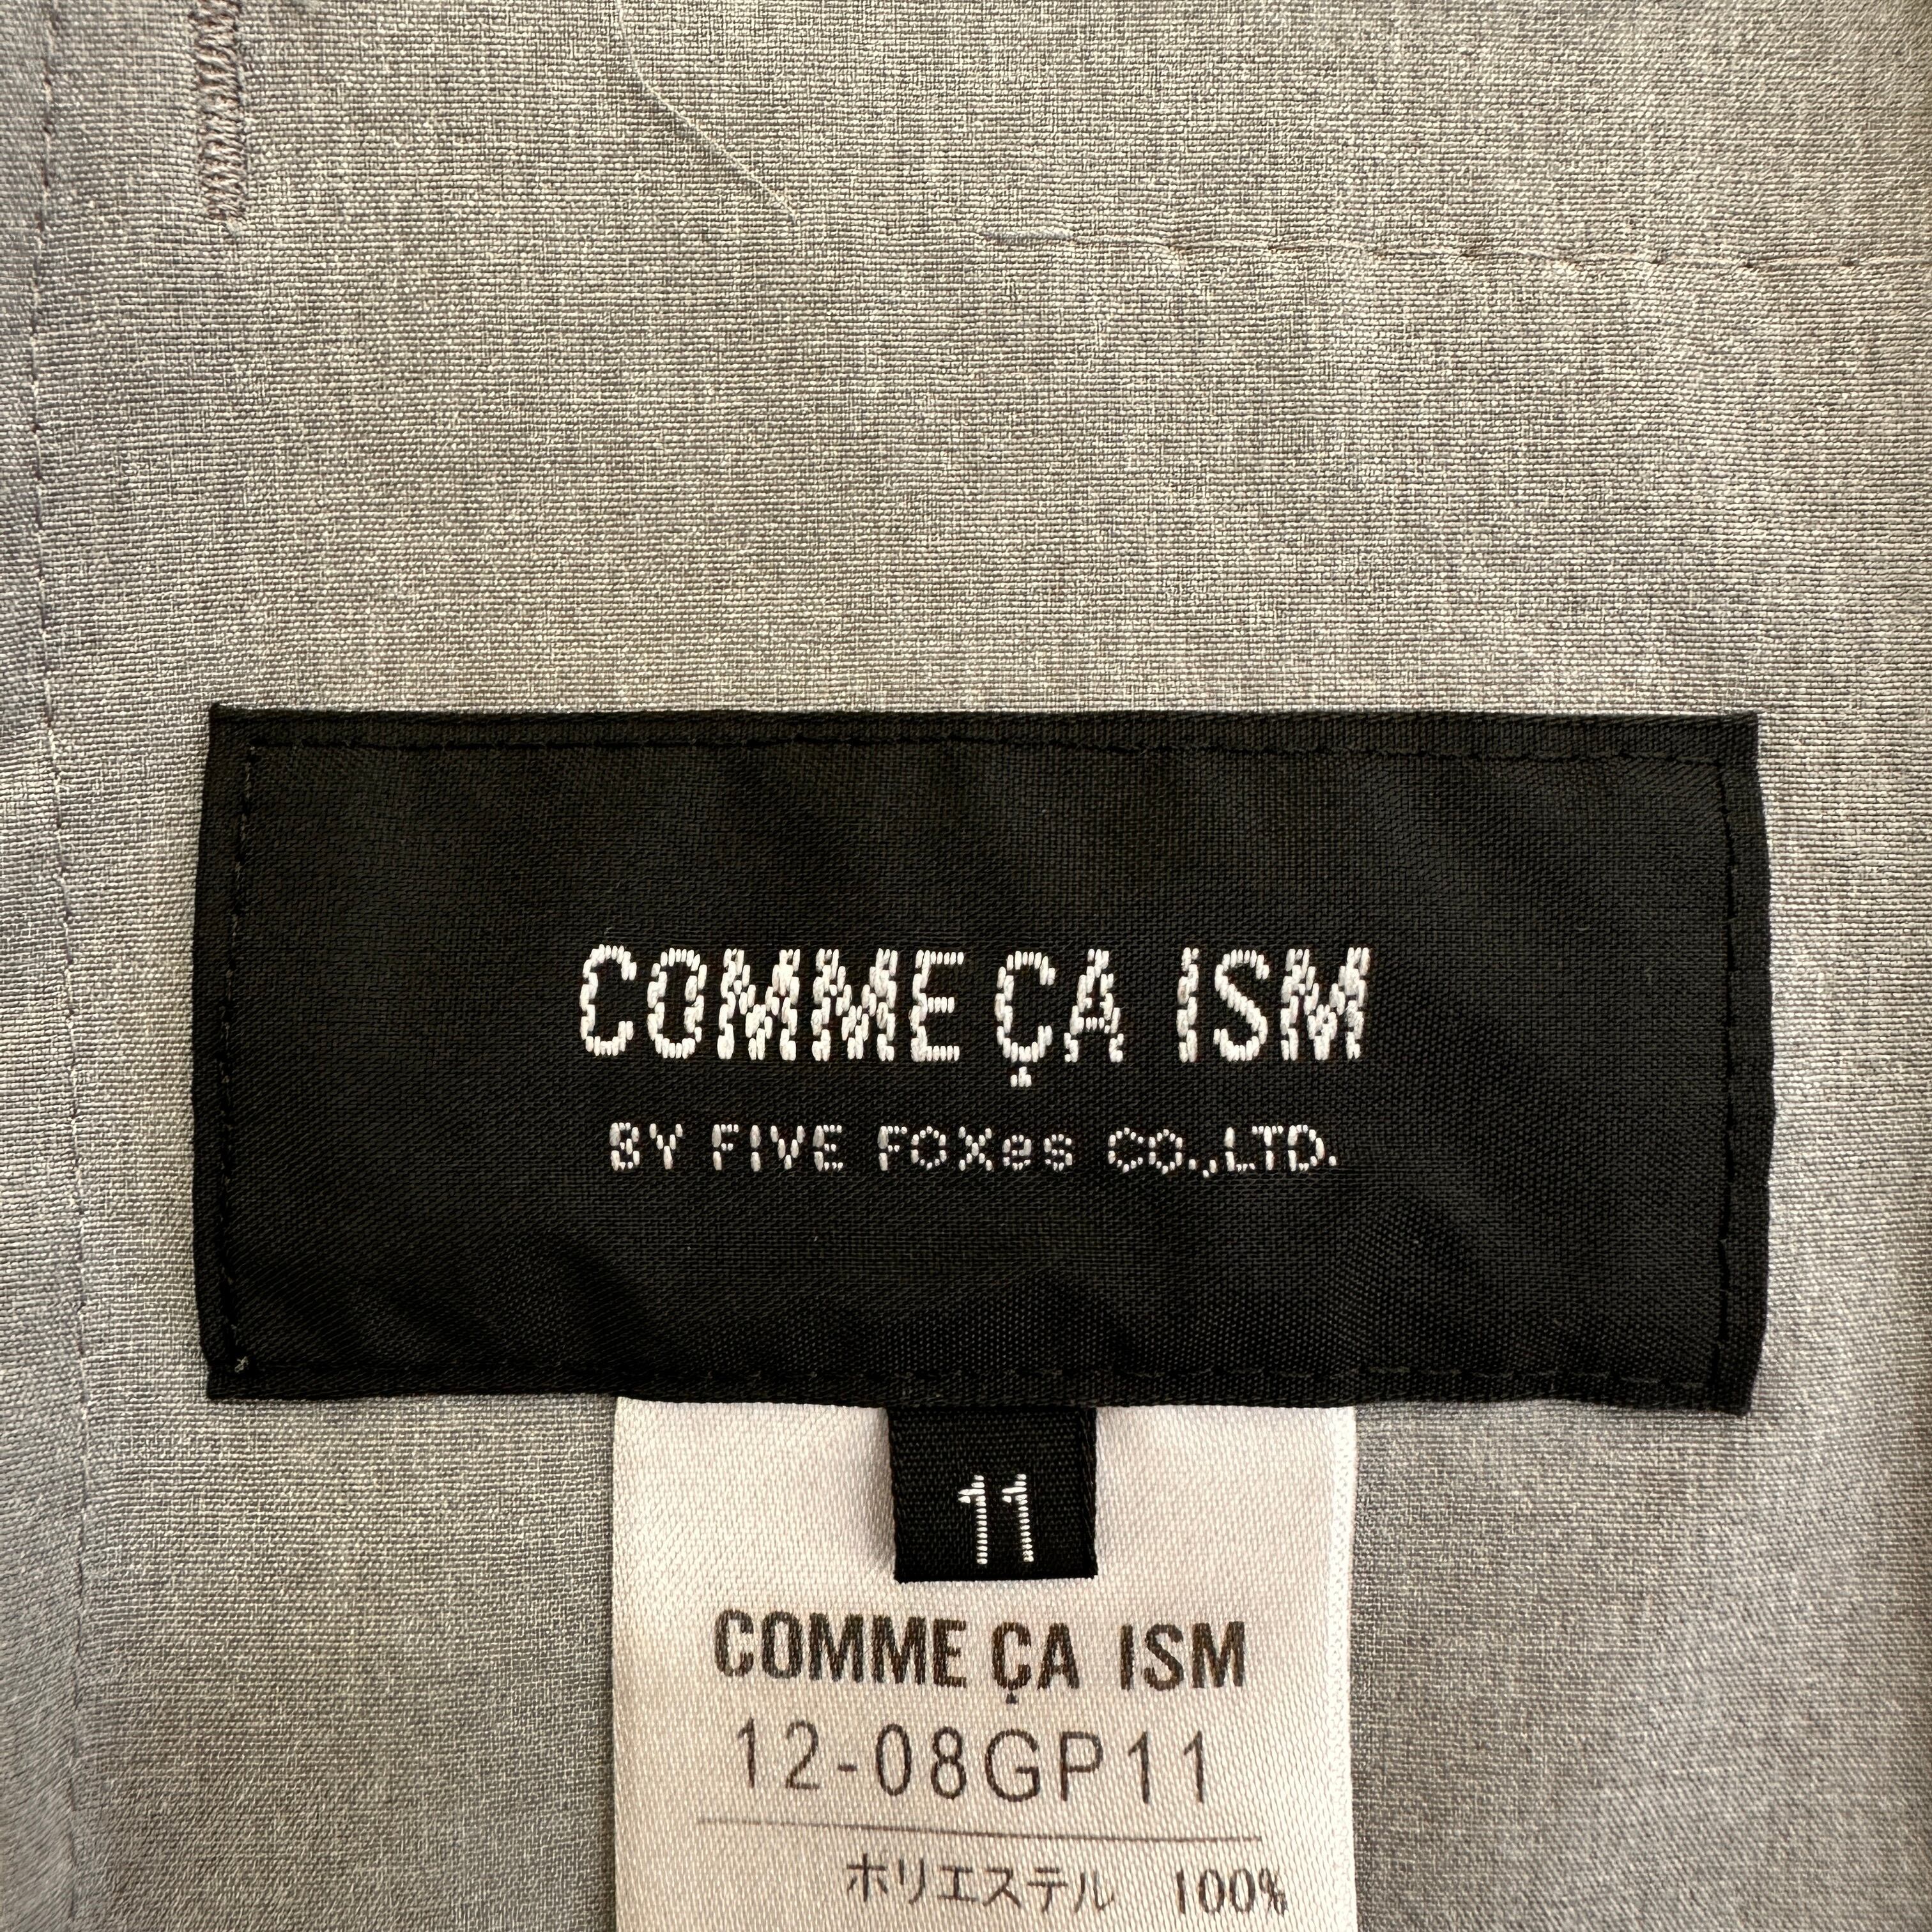 COMME ÇA ISM
BY FIVE FOXes CO.,LTD.
11
COMME ÇA ISM
12-08GP11
ポリエステル 100%